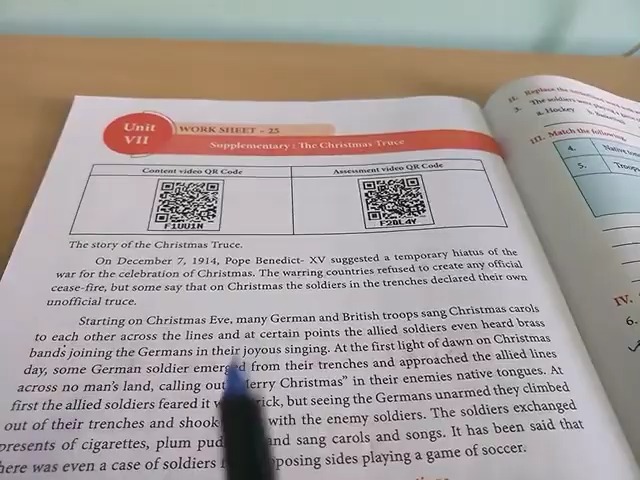 Unit
VII
WORK SHEET - 25
Supplementary : The Christmas Truce
Content video QR Code
Assessment video QR Code
F1UU1N
F28L4Y
The story of the Christmas Truce.
On December 7, 1914, Pope Benedict- XV suggested a temporary hiatus of the
war for the celebration of Christmas. The warring countries refused to create any official
cease-fire, but some say that on Christmas the soldiers in the trenches declared their own
unofficial truce.
Starting on Christmas Eve, many German and British troops sang Christmas carols
to each other across the lines and at certain points the allied soldiers even heard brass
bands joining the Germans in their joyous singing. At the first light of dawn on Christmas
day, some German soldier emerged from their trenches and approached the allied lines
across no man's land, calling out Merry Christmas" in their enemies native tongues. At
first the allied soldiers feared it trick, but seeing the Germans unarmed they climbed
out of their trenches and shook with the enemy soldiers. The soldiers exchanged
presents of cigarettes, plum and sang carols and songs. It has been said that
there was even a case of soldiers opposing sides playing a game of soccer.
II. Replace the
3. The soldiers were
a. Hockey
III. Match the following
4. Native
5. Troops
IV.
6.